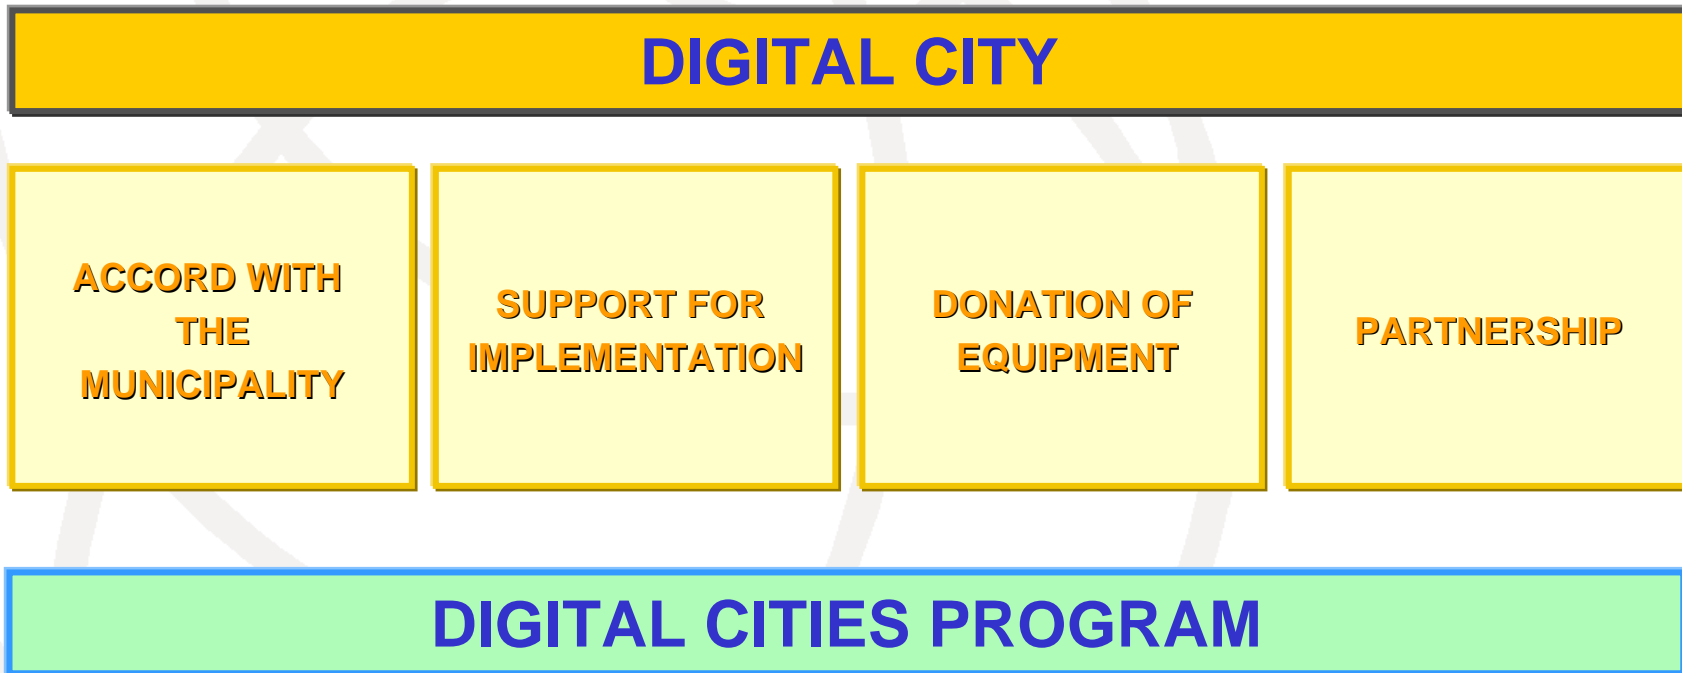 DIGITAL CITY
ACCORD WITH
THE
MUNICIPALITY
SUPPORT FOR
IMPLEMENTATION
DONATION OF
EQUIPMENT
PARTNERSHIP
DIGITAL CITIES PROGRAM